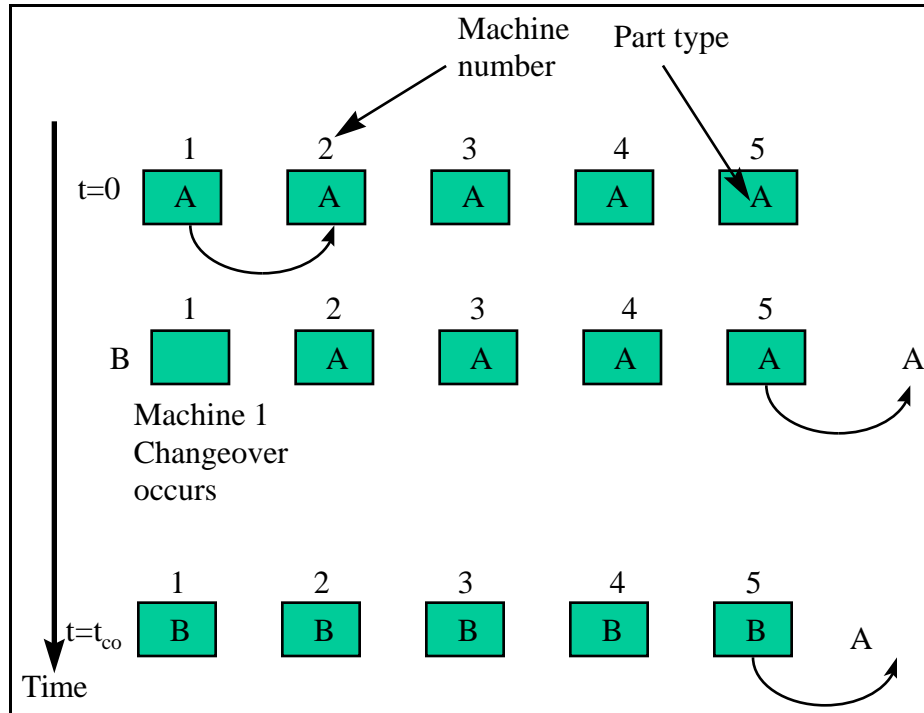 Machine number
Part type
1 2 3 4 5
t=0 A A A A A
1 2 3 4 5
B A A A A A
Machine 1
Changeover
occurs
1 2 3 4 5
t=tco B B B B B A
Time